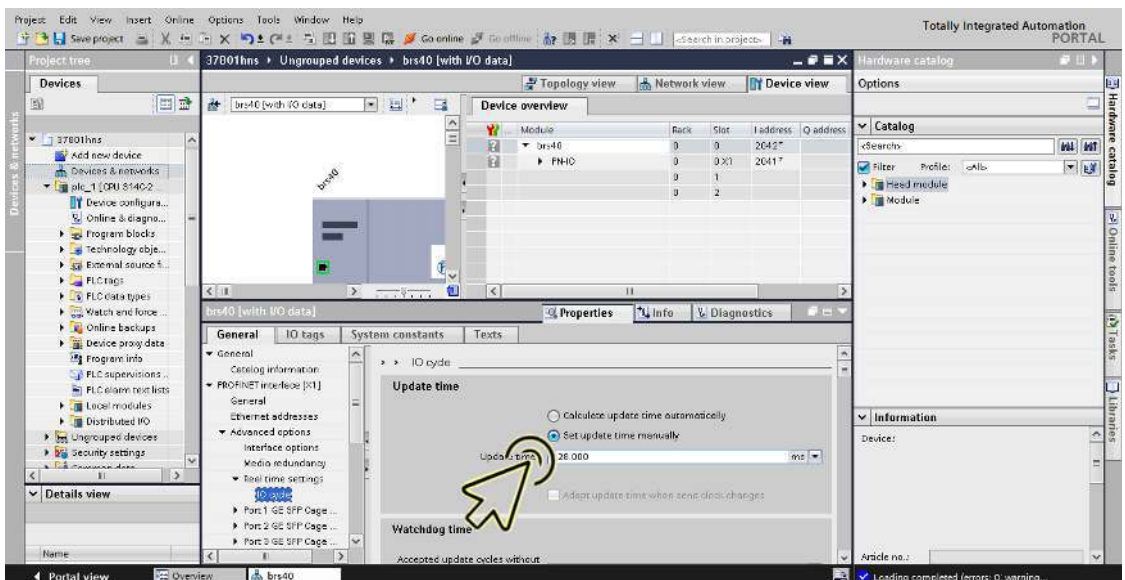 Project Edit View Insert Online Options Tools Window Help
Totally Integrated Automation
PORTAL
Save project
Go online
Go offline
<Search in project>
Project tree
37801hns ▸ Ungrouped devices ▸ brs40 [with I/O data]
Hardware catalog
Devices
Topology view
Network view
Device view
Options
brs40 [with I/O data]
Device overview
Module Rack Slot I address Q address
brs40 0 0 2042*
PN-IO 0 0 X1 2041*
0 1
0 2
brs40
37801hns
Add new device
Devices & networks
plc_1 [CPU 314C-2
Device configura...
Online & diagno...
Program blocks
Technology obje...
External source f...
PLC tags
PLC data types
Watch and force ...
Online backups
Device proxy data
Program info
PLC supervisions ..
PLC alarm text lists
Local modules
Distributed I/O
Ungrouped devices
Security settings
Common data
Details view
Name
Catalog
<Search>
Filter Profile: <All>
Head module
Module
Information
Device:
Article no.:
Hardware catalog
Online tools
Tasks
Libraries
Devices & networks
brs40 [with I/O data]
Properties
Info
Diagnostics
General
IO tags
System constants
Texts
General
Catalog information
PROFINET interface [X1]
General
Ethernet addresses
Advanced options
Interface options
Media redundancy
Real time settings
IO cycle
Port 1 GE SFP Cage ...
Port 2 GE SFP Cage ...
Port 3 GE SFP Cage ...
IO cycle
Update time
Calculate update time automatically
Set update time manually
Update time
128.000
ms
Adapt update time when send clock changes
Watchdog time
Accepted update cycles without
Portal view
Overview
brs40
Loading completed (errors: 0; warning...